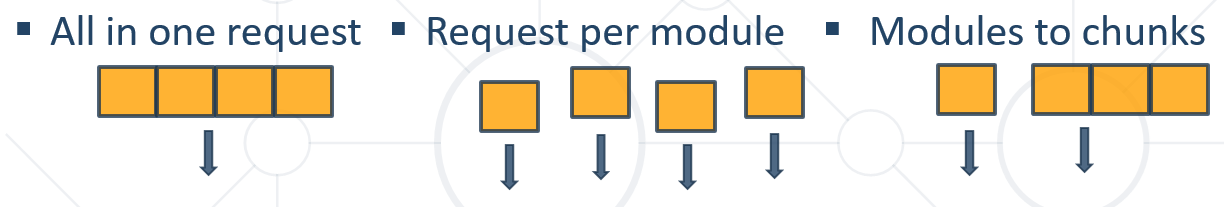 ▪ All in one request
▪ Request per module
▪ Modules to chunks